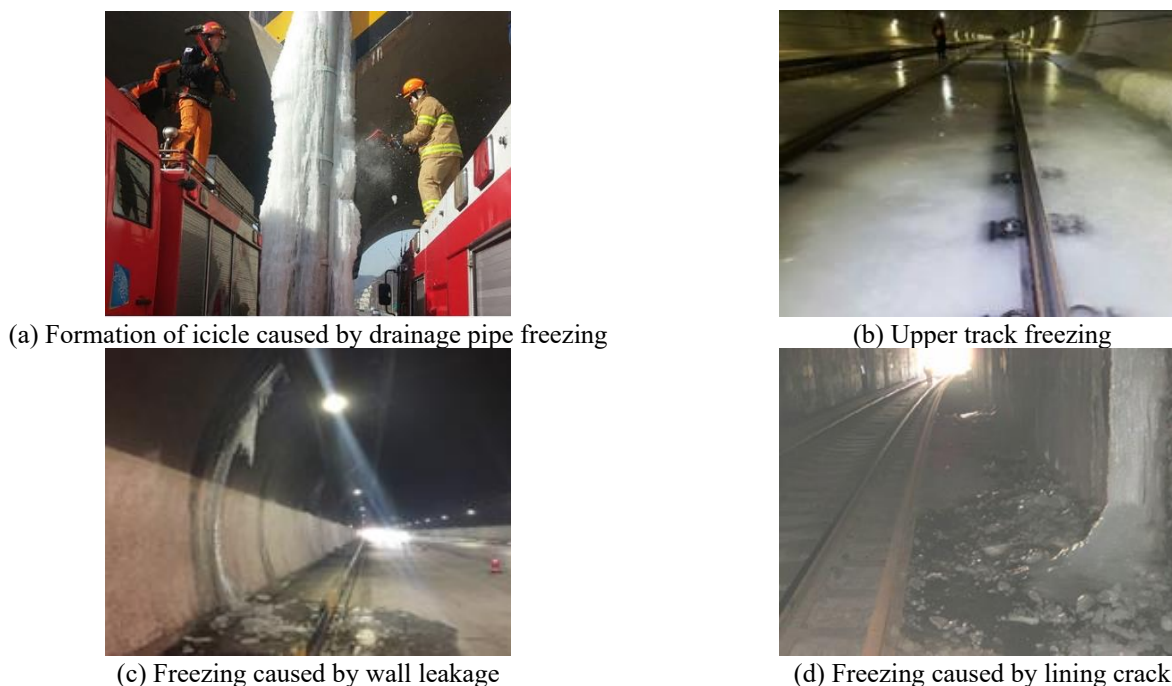 (a) Formation of icicle caused by drainage pipe freezing
(b) Upper track freezing
(c) Freezing caused by wall leakage
(d) Freezing caused by lining crack